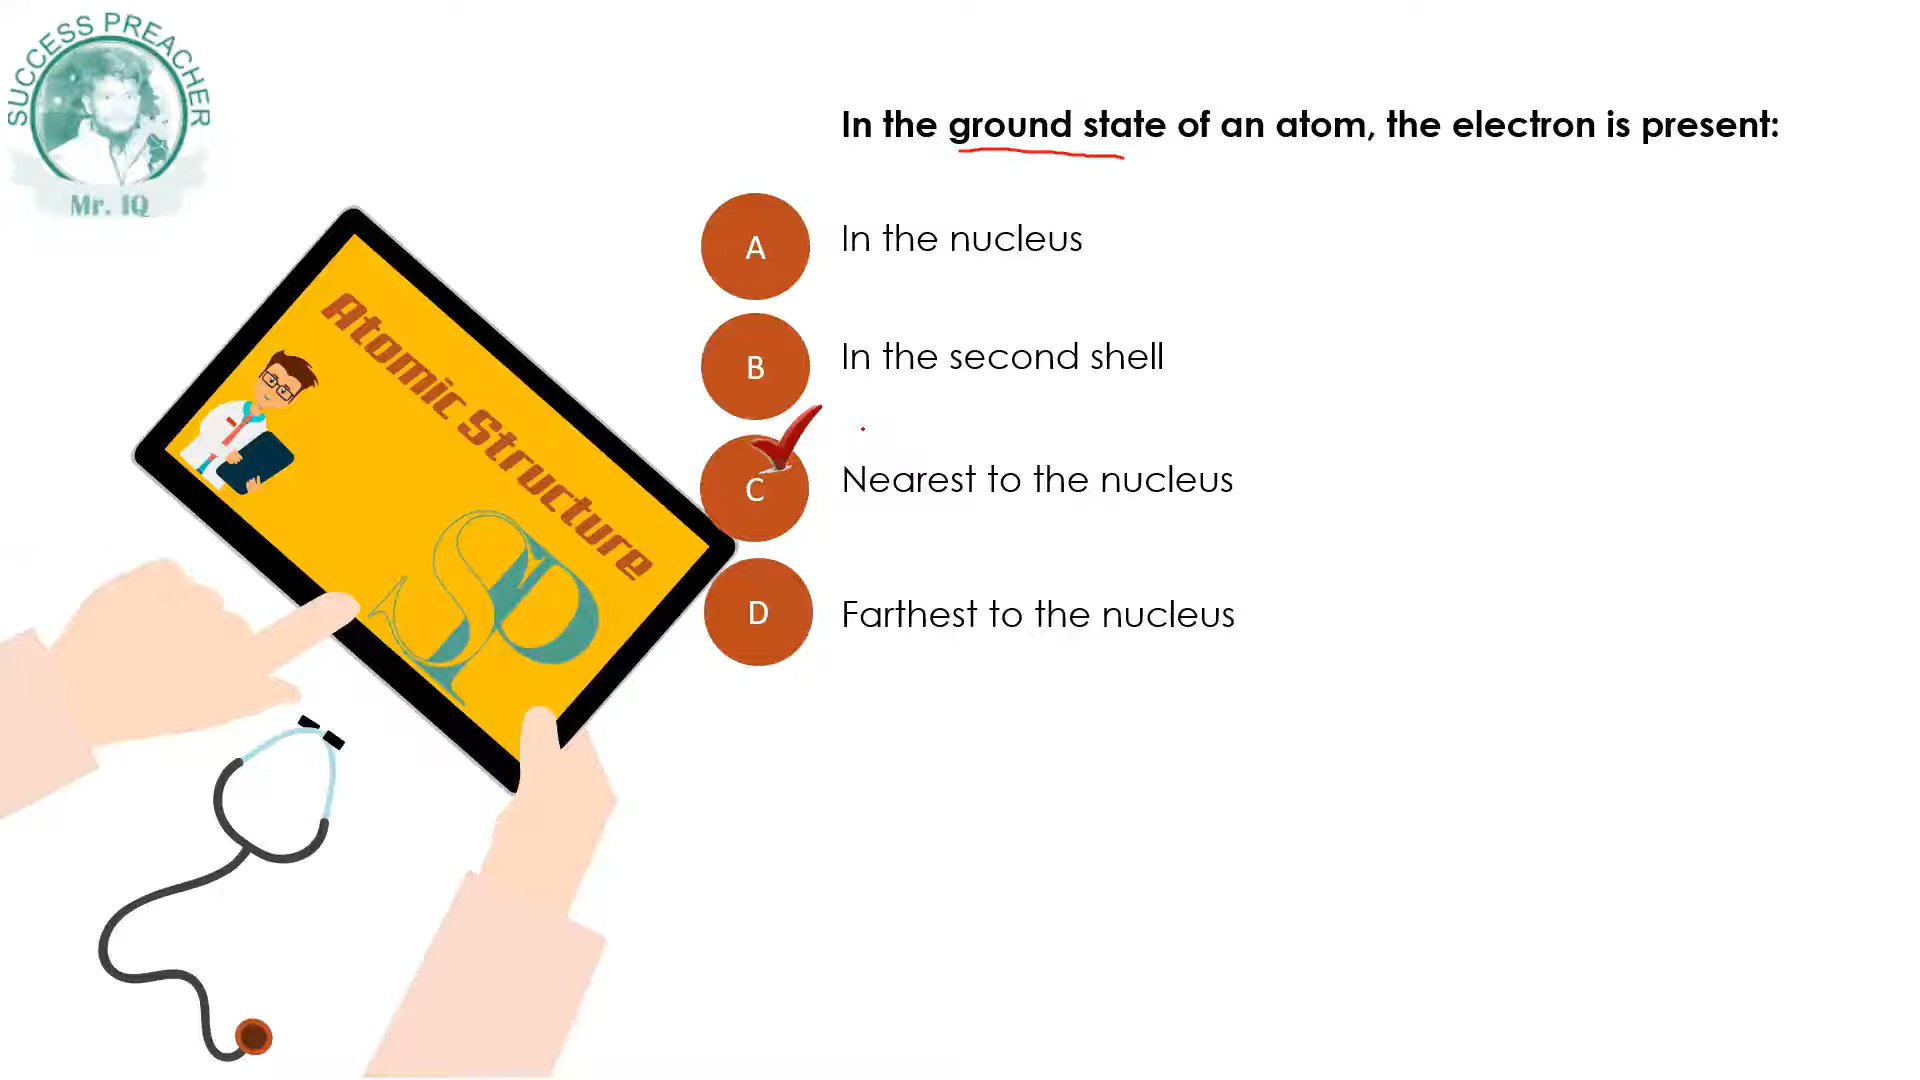 SUCCESS PREACHER
Mr. IQ
In the ground state of an atom, the electron is present:
A
In the nucleus
B
In the second shell
C
Nearest to the nucleus
D
Farthest to the nucleus
Atomic Structure
SP